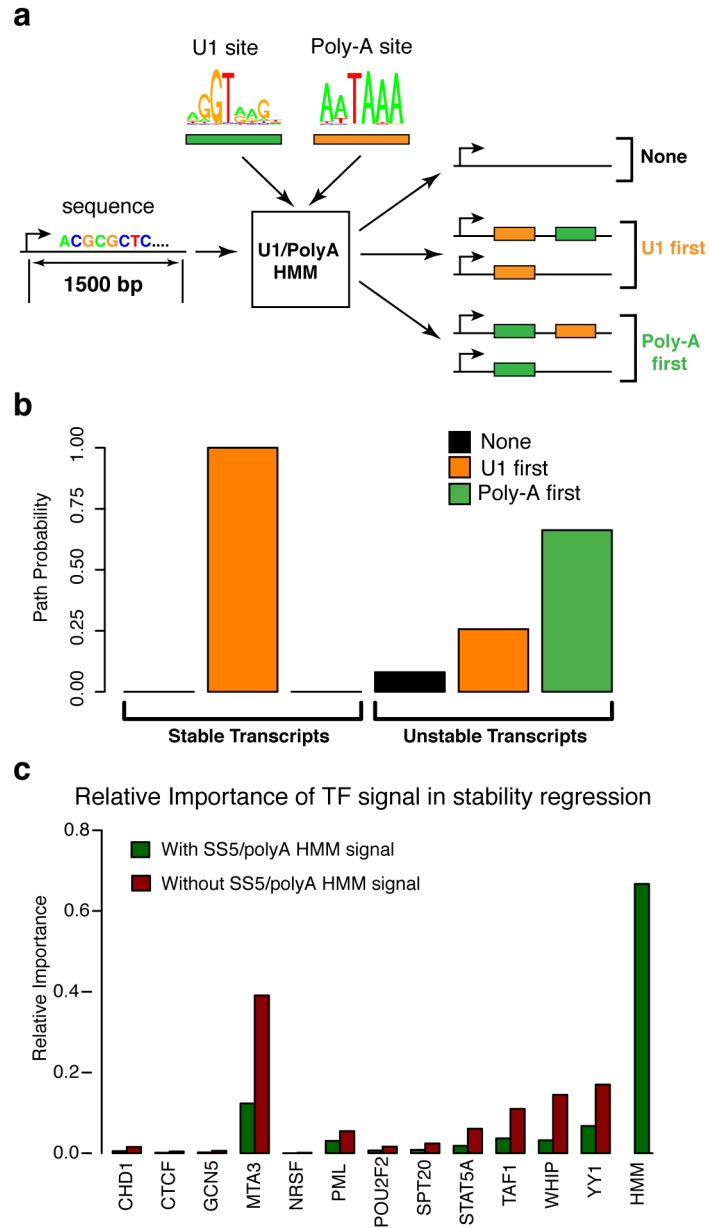 a
U1 site
Poly-A site
AGGTAAG
AATAAA
sequence
ACGCGCTC....
1500 bp
U1/PolyA
HMM
None
U1 first
Poly-A
first
b
Path Probability
0.00
0.25
0.50
0.75
1.00
None
U1 first
Poly-A first
Stable Transcripts
Unstable Transcripts
c
Relative Importance of TF signal in stability regression
Relative Importance
0.8
0.6
0.4
0.2
0.0
With SS5/polyA HMM signal
Without SS5/polyA HMM signal
CHD1
CTCF
GCN5
MTA3
NRSF
PML
POU2F2
SPT20
STAT5A
TAF1
WHIP
YY1
HMM